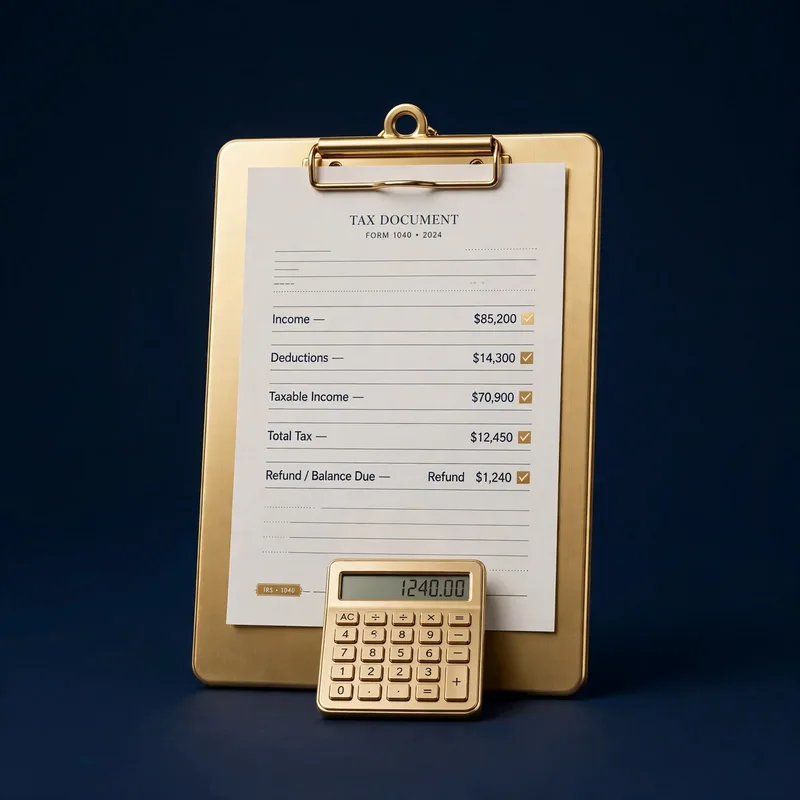 TAX DOCUMENT
FORM 1040 • 2024
Income — $85,200
Deductions — $14,300
Taxable Income — $70,900
Total Tax — $12,450
Refund / Balance Due — Refund $1,240
IRS • 1040
1240.00
AC ÷ ÷ × =
4 5 8 9 −
7 8 5 6 −
1 2 2 3 +
0 · · =